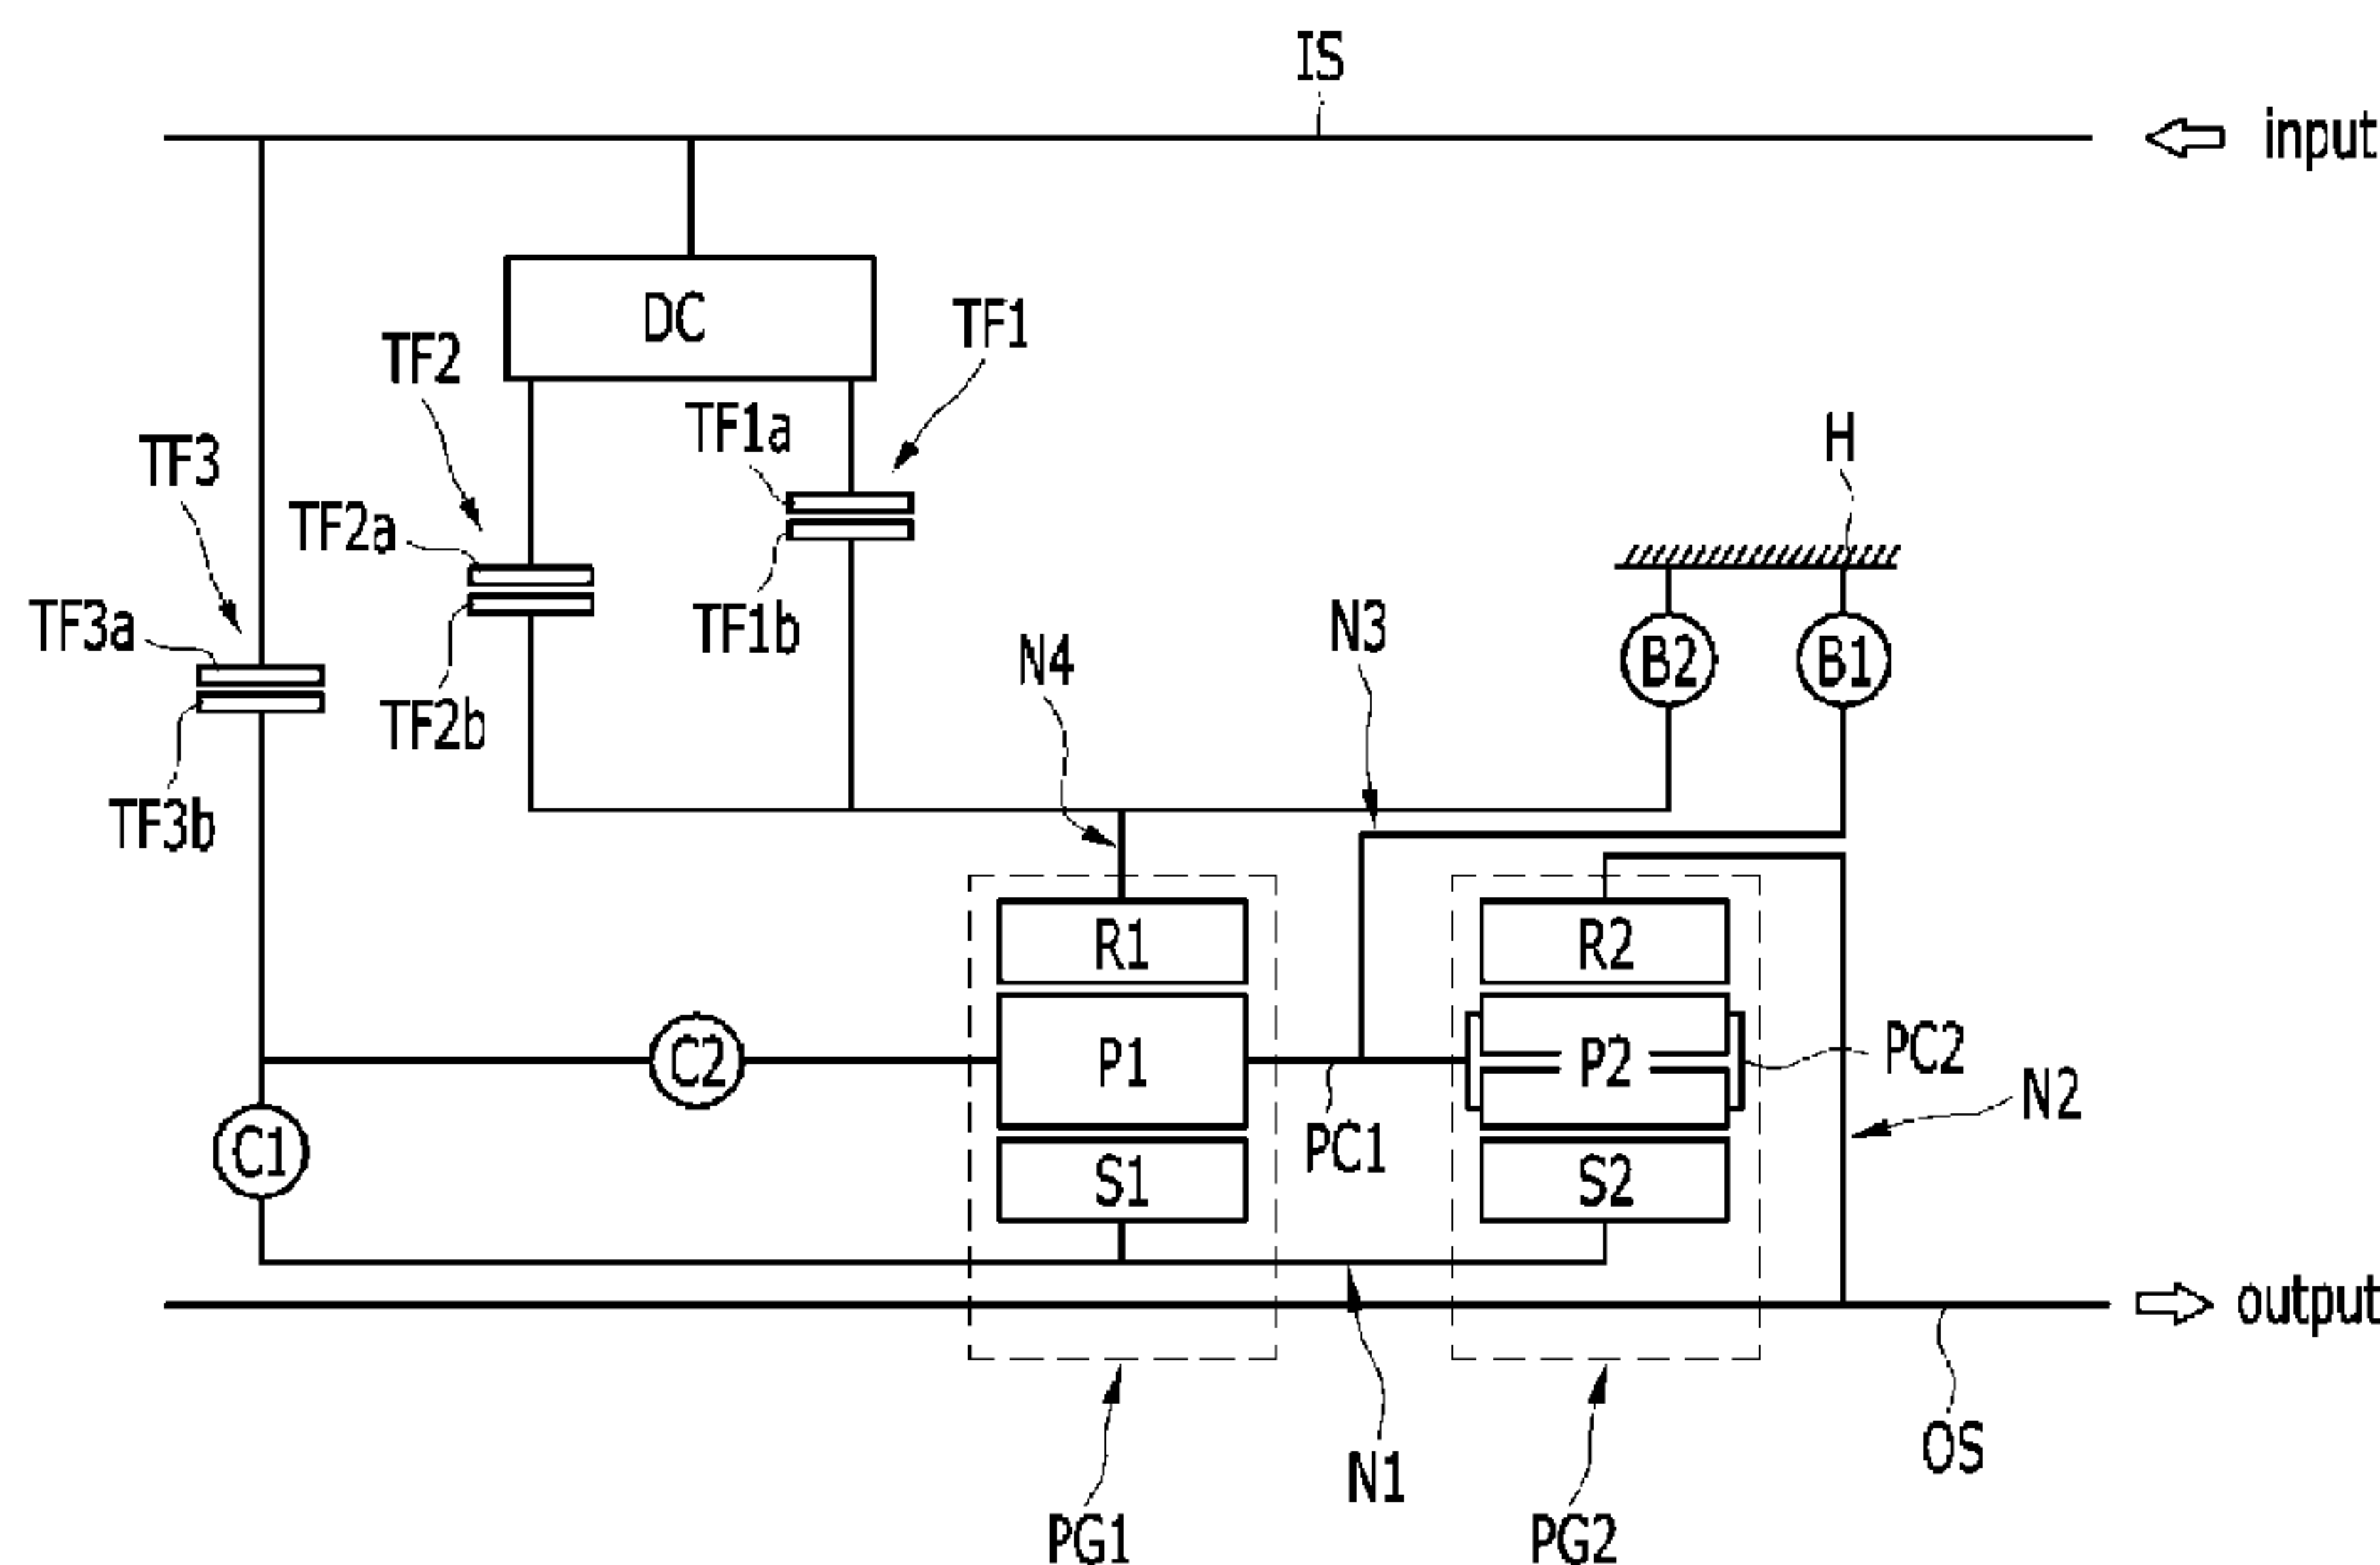 IS
input
DC
TF1
TF2
TF1a
H
TF3
TF2a
TF3a
TF1b
N3
N4
B2
B1
TF2b
TF3b
R1
R2
C2
P1
P2
PC2
N2
PC1
C1
S1
S2
output
OS
N1
PG1
PG2